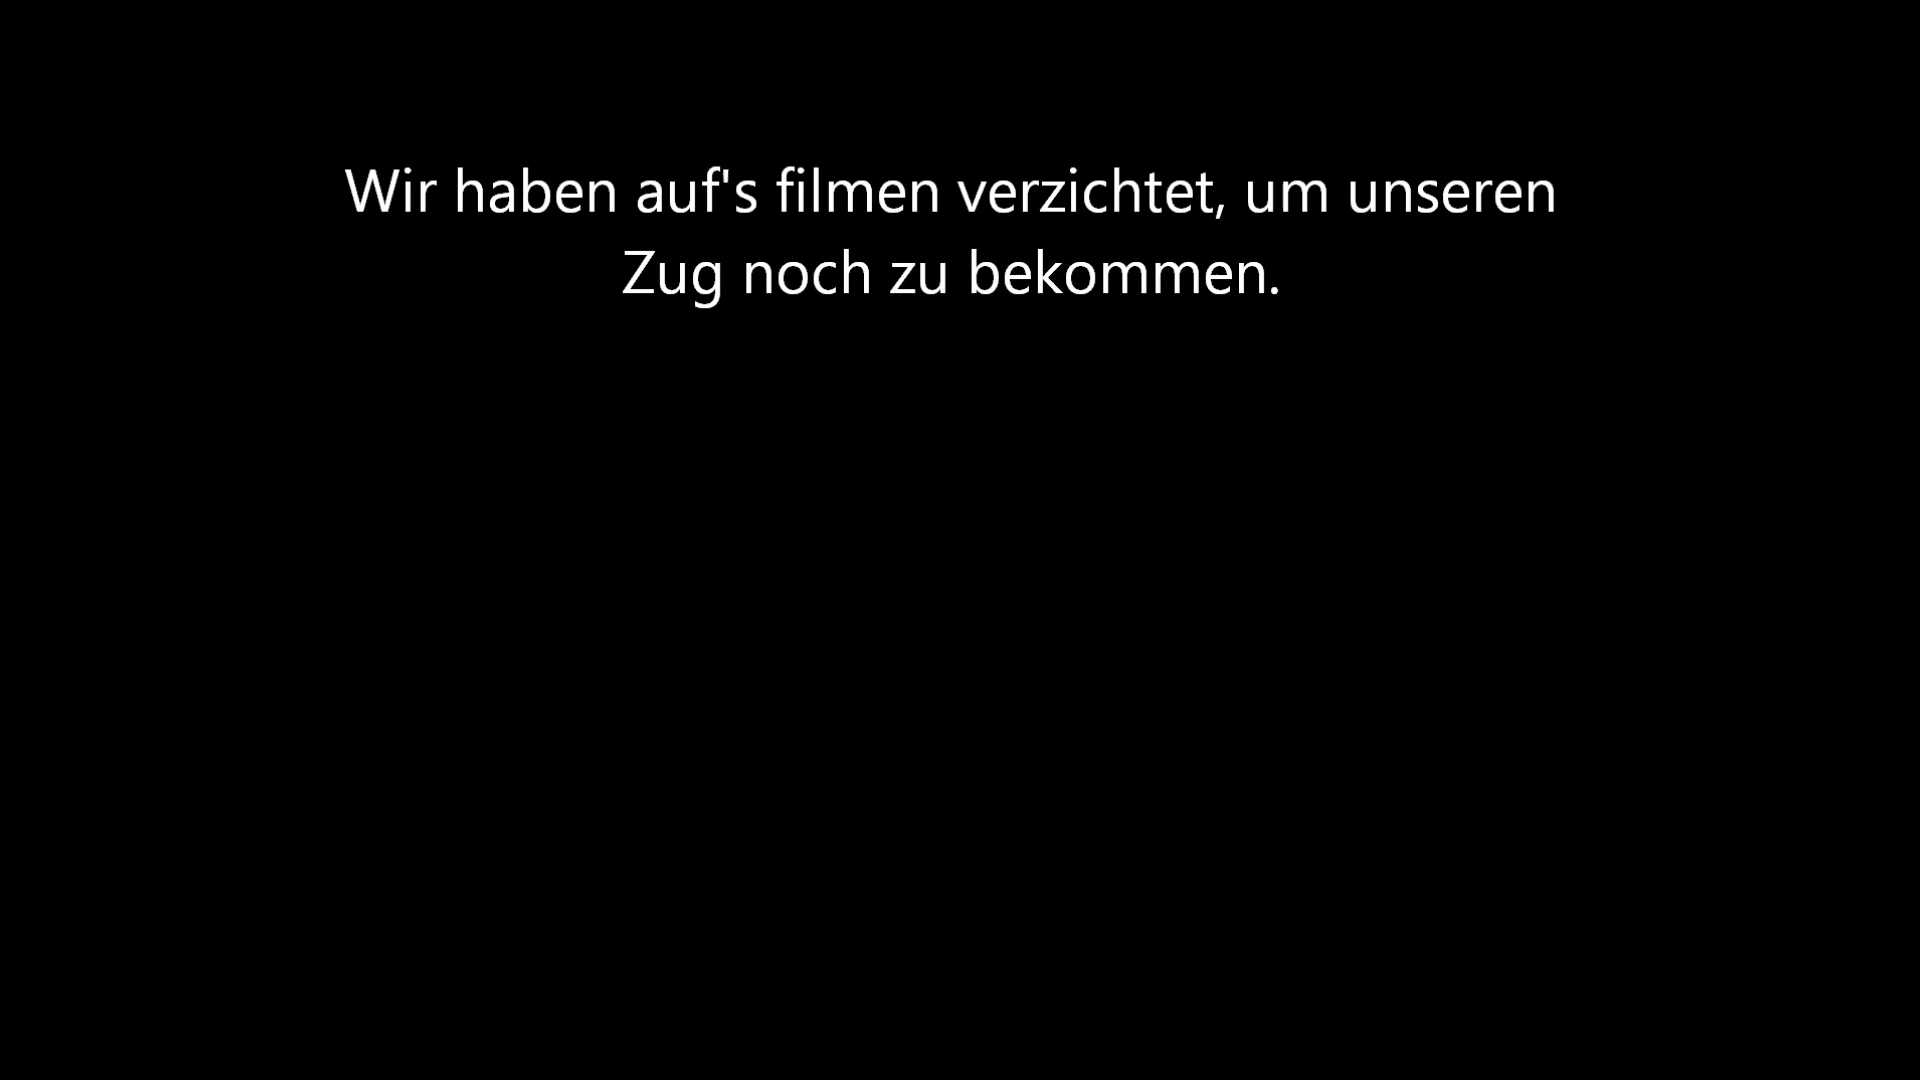 Wir haben auf's filmen verzichtet, um unseren
Zug noch zu bekommen.